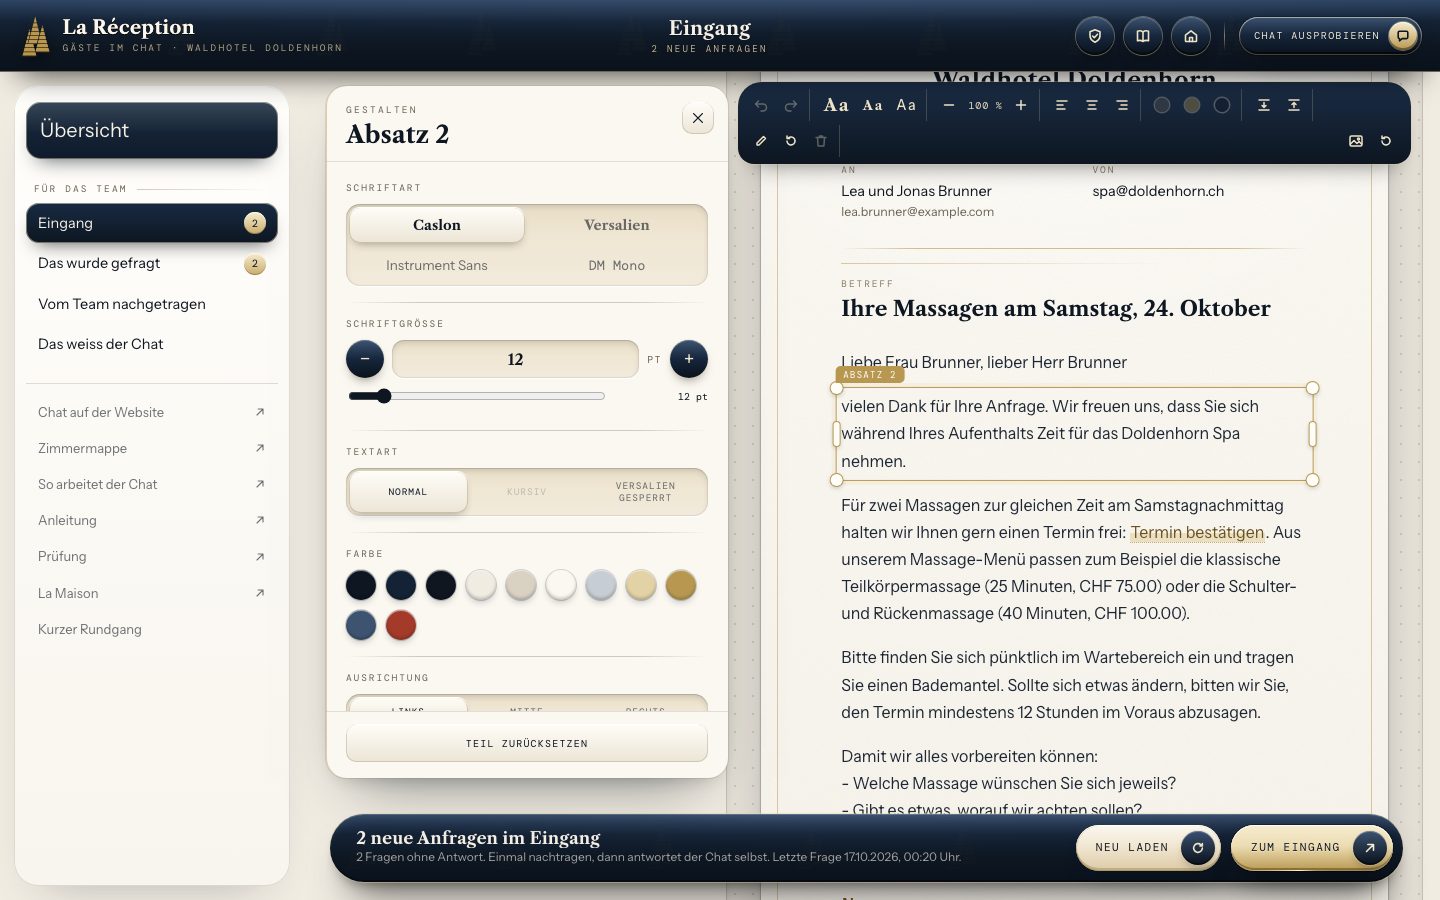 La Réception
GÄSTE IM CHAT · WALDHOTEL DOLDENHORN
Eingang
2 NEUE ANFRAGEN
CHAT AUSPROBIEREN
Übersicht
FÜR DAS TEAM
Eingang 2
Das wurde gefragt 2
Vom Team nachgetragen
Das weiss der Chat
Chat auf der Website
Zimmermappe
So arbeitet der Chat
Anleitung
Prüfung
La Maison
Kurzer Rundgang
GESTALTEN
Absatz 2
SCHRIFTART
Caslon Versalien
Instrument Sans DM Mono
SCHRIFTGRÖSSE
− 12 PT +
12 pt
TEXTART
NORMAL KURSIV VERSALIEN
GESPERRT
FARBE
AUSRICHTUNG
LINKS MITTE RECHTS
TEIL ZURÜCKSETZEN
Waldhotel Doldenhorn
Aa Aa Aa − 100 % +
AN VON
Lea und Jonas Brunner spa@doldenhorn.ch
lea.brunner@example.com
BETREFF
Ihre Massagen am Samstag, 24. Oktober
Liebe Frau Brunner, lieber Herr Brunner
ABSATZ 2
vielen Dank für Ihre Anfrage. Wir freuen uns, dass Sie sich
während Ihres Aufenthalts Zeit für das Doldenhorn Spa
nehmen.
Für zwei Massagen zur gleichen Zeit am Samstagnachmittag
halten wir Ihnen gern einen Termin frei: Termin bestätigen. Aus
unserem Massage-Menü passen zum Beispiel die klassische
Teilkörpermassage (25 Minuten, CHF 75.00) oder die Schulter-
und Rückenmassage (40 Minuten, CHF 100.00).
Bitte finden Sie sich pünktlich im Wartebereich ein und tragen
Sie einen Bademantel. Sollte sich etwas ändern, bitten wir Sie,
den Termin mindestens 12 Stunden im Voraus abzusagen.
Damit wir alles vorbereiten können:
- Welche Massage wünschen Sie sich jeweils?
- Gibt es etwas, worauf wir achten sollen?
2 neue Anfragen im Eingang
2 Fragen ohne Antwort. Einmal nachtragen, dann antwortet der Chat selbst. Letzte Frage 17.10.2026, 00:20 Uhr.
NEU LADEN
ZUM EINGANG